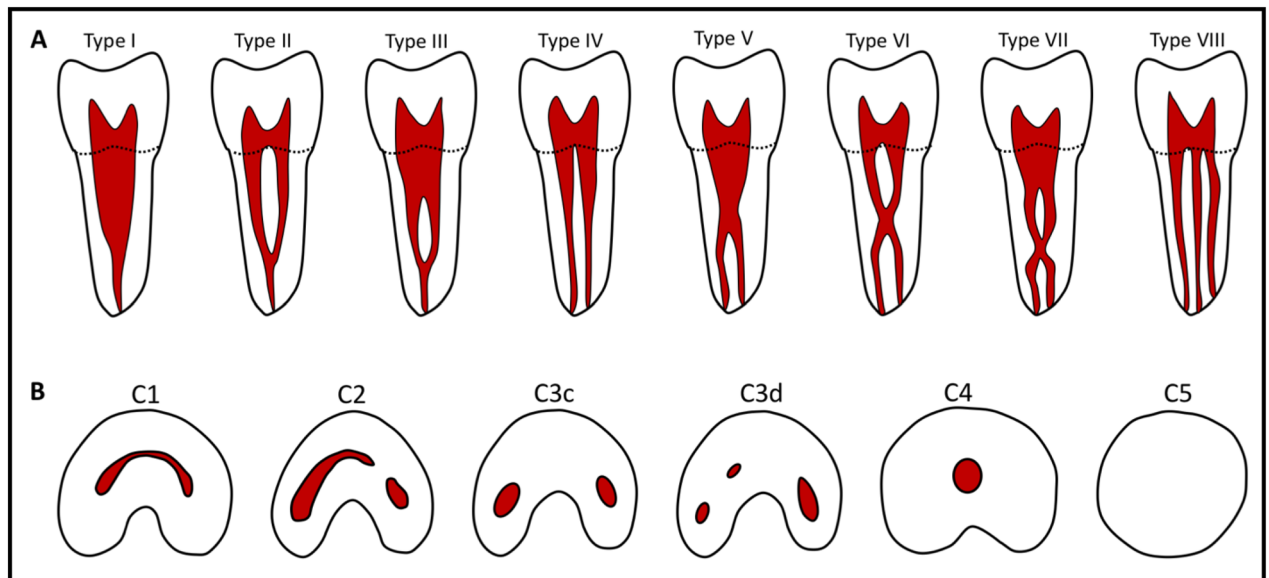 A Type I Type II Type III Type IV Type V Type VI Type VII Type VIII
B C1 C2 C3c C3d C4 C5